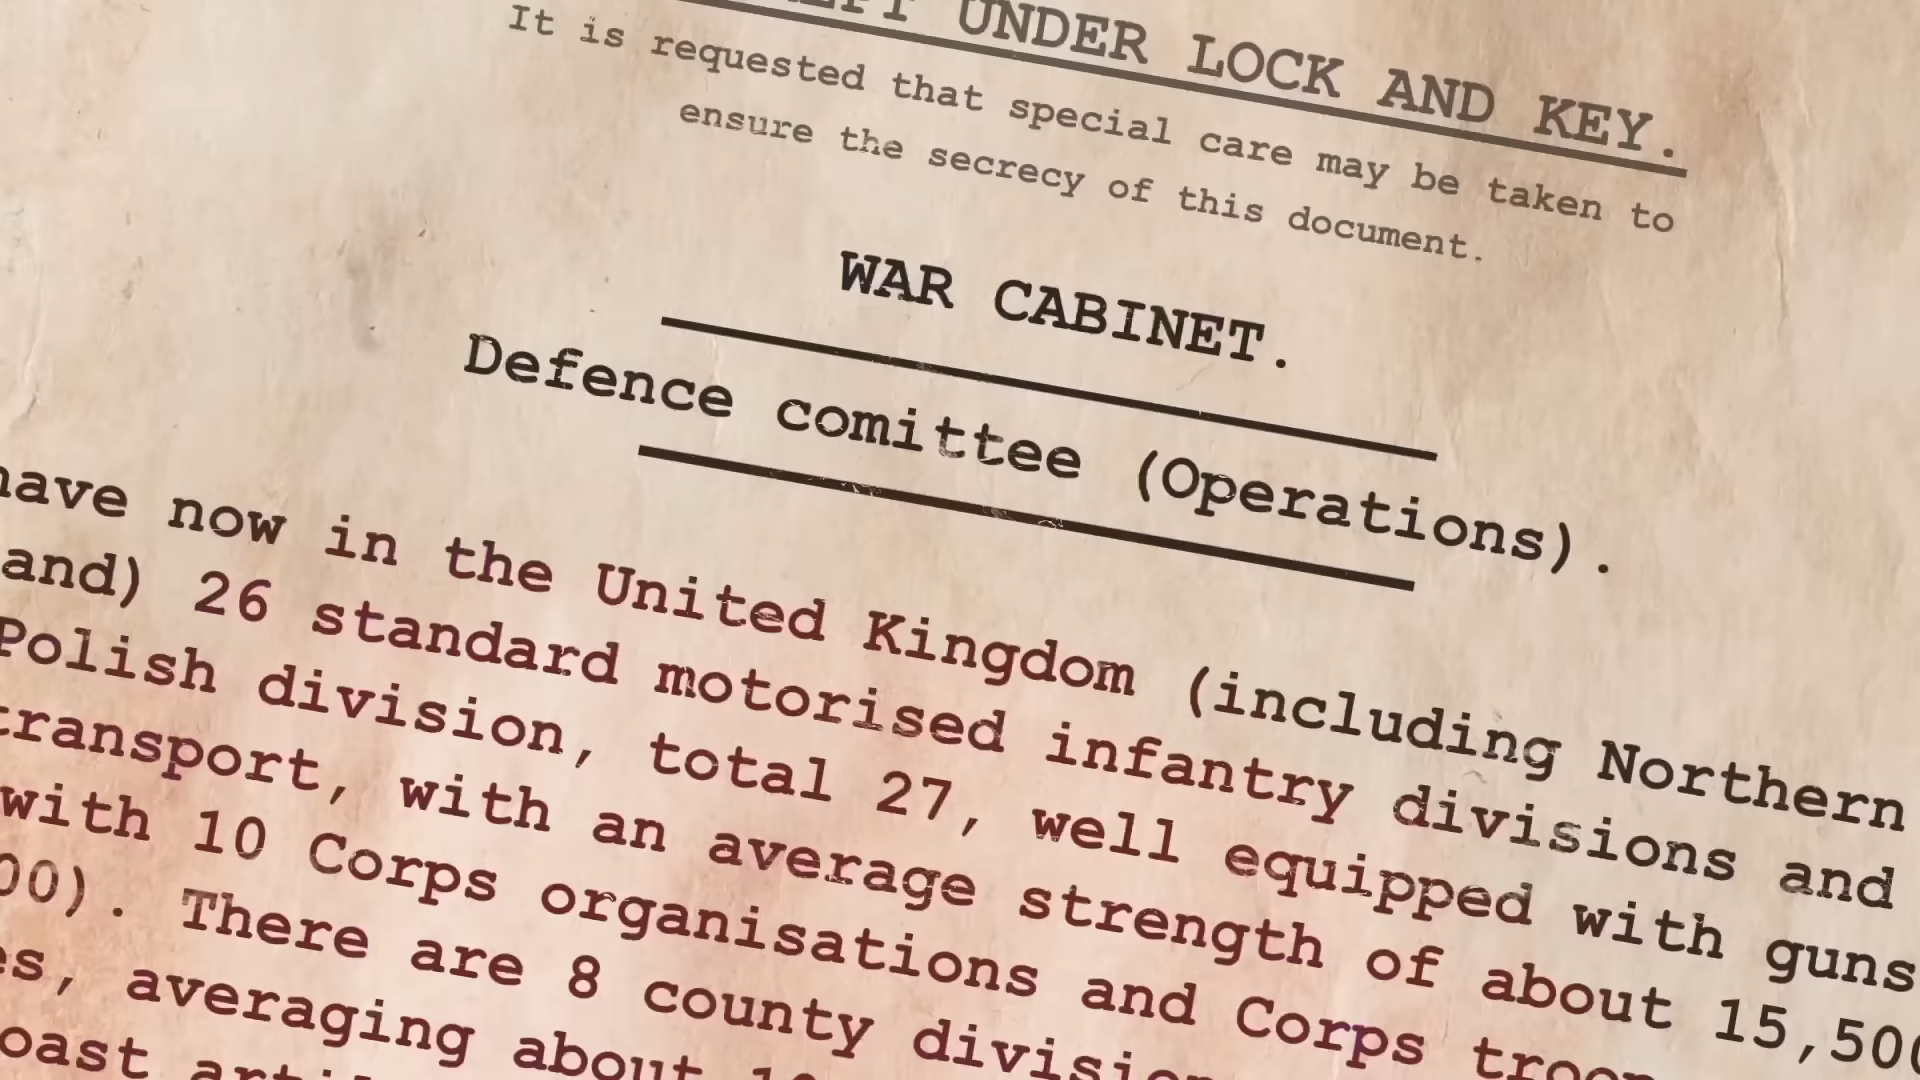 UNDER LOCK AND KEY.
It is requested that special care may be taken to
ensure the secrecy of this document.
WAR CABINET.
Defence comittee (Operations).
have now in the United Kingdom (including Northern
and) 26 standard motorised infantry divisions and
Polish division, total 27, well equipped with guns
transport, with an average strength of about 15,500
with 10 Corps organisations and Corps
00). There are 8 county
es, averaging about
oast